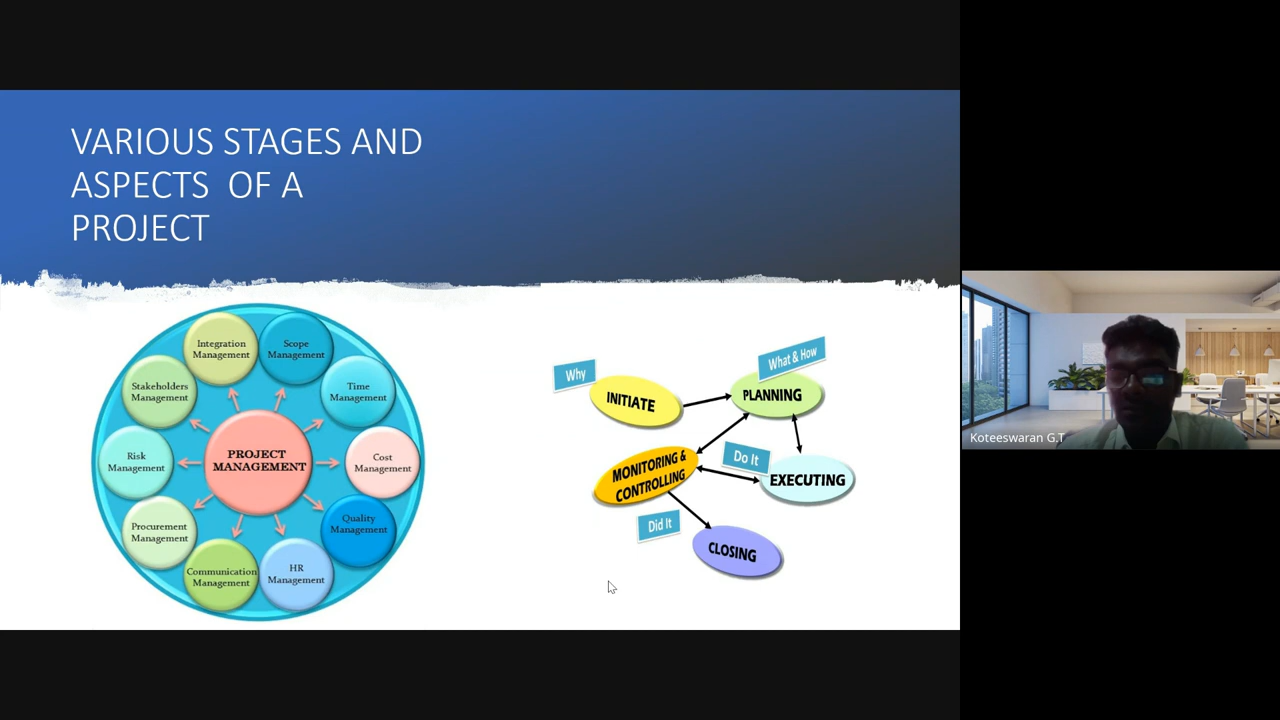 VARIOUS STAGES AND
ASPECTS OF A
PROJECT
Integration
Management
Scope
Management
Stakeholders
Management
Time
Management
Risk
Management
PROJECT
MANAGEMENT
Cost
Management
Procurement
Management
Quality
Management
Communication
Management
HR
Management
Why
What & How
INITIATE
PLANNING
MONITORING &
CONTROLLING
Do It
EXECUTING
Did It
CLOSING
Koteeswaran G.T